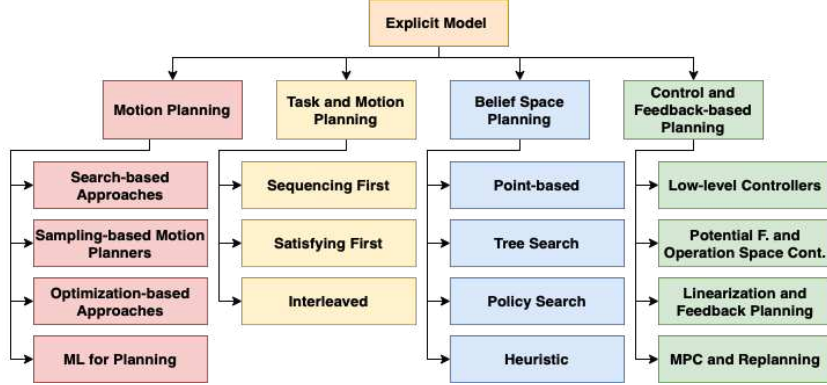 Explicit Model
Motion Planning
Task and Motion
Planning
Belief Space
Planning
Control and
Feedback-based
Planning
Search-based
Approaches
Sampling-based Motion
Planners
Optimization-based
Approaches
ML for Planning
Sequencing First
Satisfying First
Interleaved
Point-based
Tree Search
Policy Search
Heuristic
Low-level Controllers
Potential F. and
Operation Space Cont.
Linearization and
Feedback Planning
MPC and Replanning